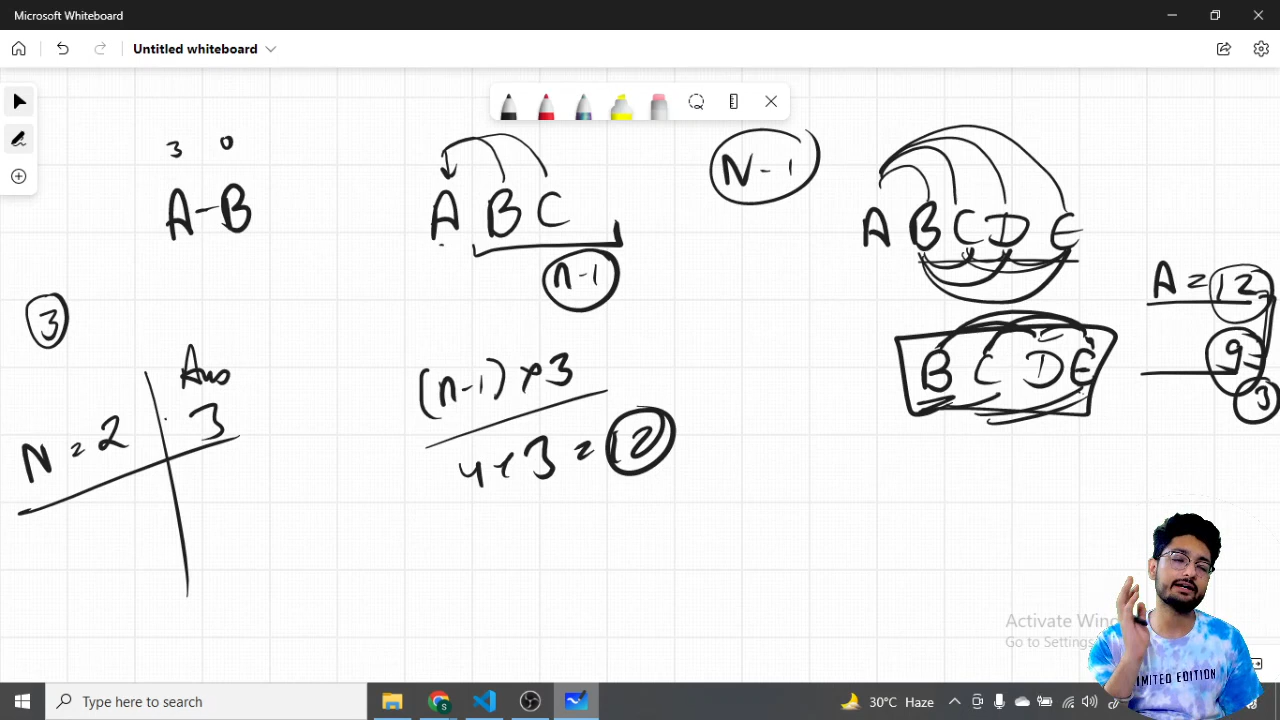 Microsoft Whiteboard
Untitled whiteboard
3 0
A-B
A B C
n-1
N-1
A B C D E
A = 12
B C D E
9
3
3
Ans
N = 2 3
(n-1) × 3
4 × 3 = 12
Activate Win
Go to Settings
LIMITED EDITION
Type here to search
30°C Haze